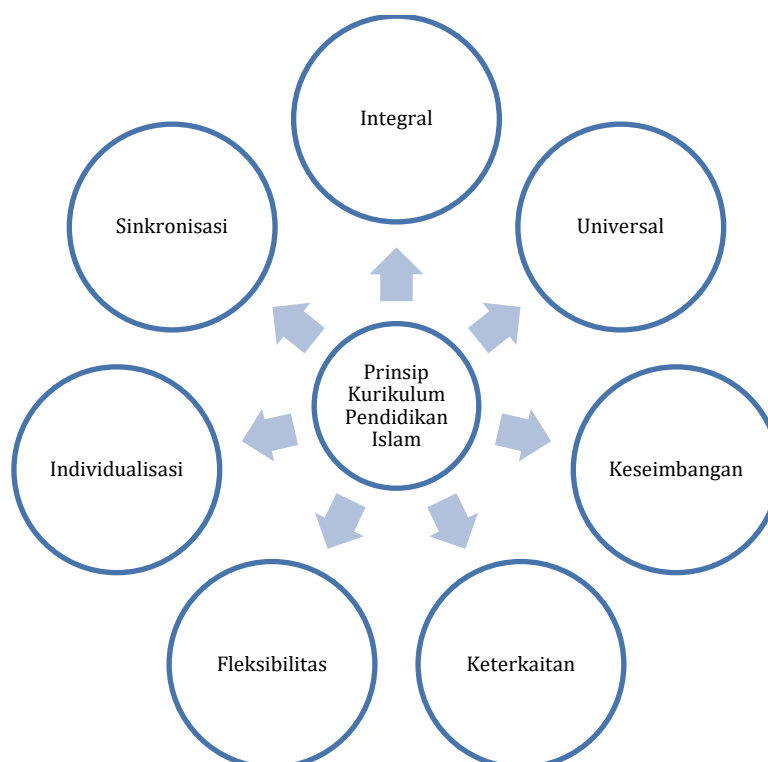 Integral
Sinkronisasi
Universal
Prinsip
Kurikulum
Pendidikan
Islam
Individualisasi
Keseimbangan
Fleksibilitas
Keterkaitan